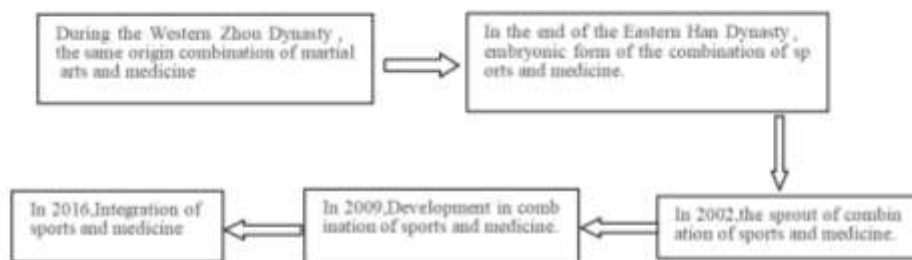 During the Western Zhou Dysnasty ,
the same origin combination of martial
arts and medicine
In the end of the Eastern Han Dynasty ,
embryonic form of the combination of sp
orts and medicine.
In 2002,the sprout of combin
ation of sports and medicine.
In 2009,Development in comb
ination of sports and medicine.
In 2016,Integration of
sports and medicine